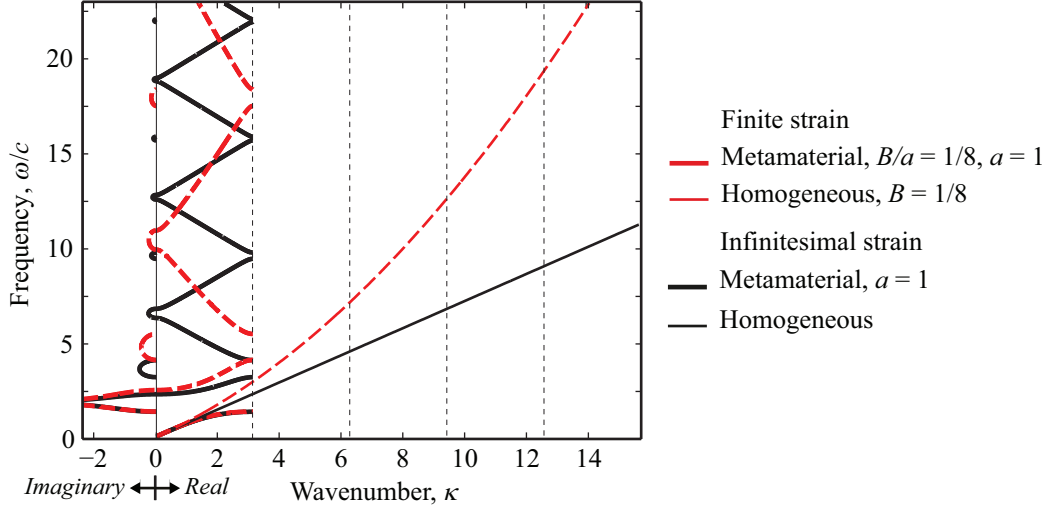 Frequency, ω/c
20
15
10
5
0
−2
0
2
4
6
8
10
12
14
Imaginary
Real
Wavenumber, κ
Finite strain
Metamaterial, B/a = 1/8, a = 1
Homogeneous, B = 1/8
Infinitesimal strain
Metamaterial, a = 1
Homogeneous